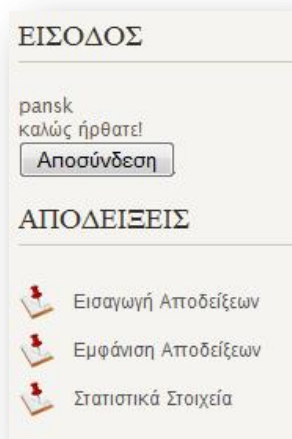 ΕΙΣΟΔΟΣ
pansk
καλώς ήρθατε!
Αποσύνδεση
ΑΠΟΔΕΙΞΕΙΣ
Εισαγωγή Αποδείξεων
Εμφάνιση Αποδείξεων
Στατιστικά Στοιχεία